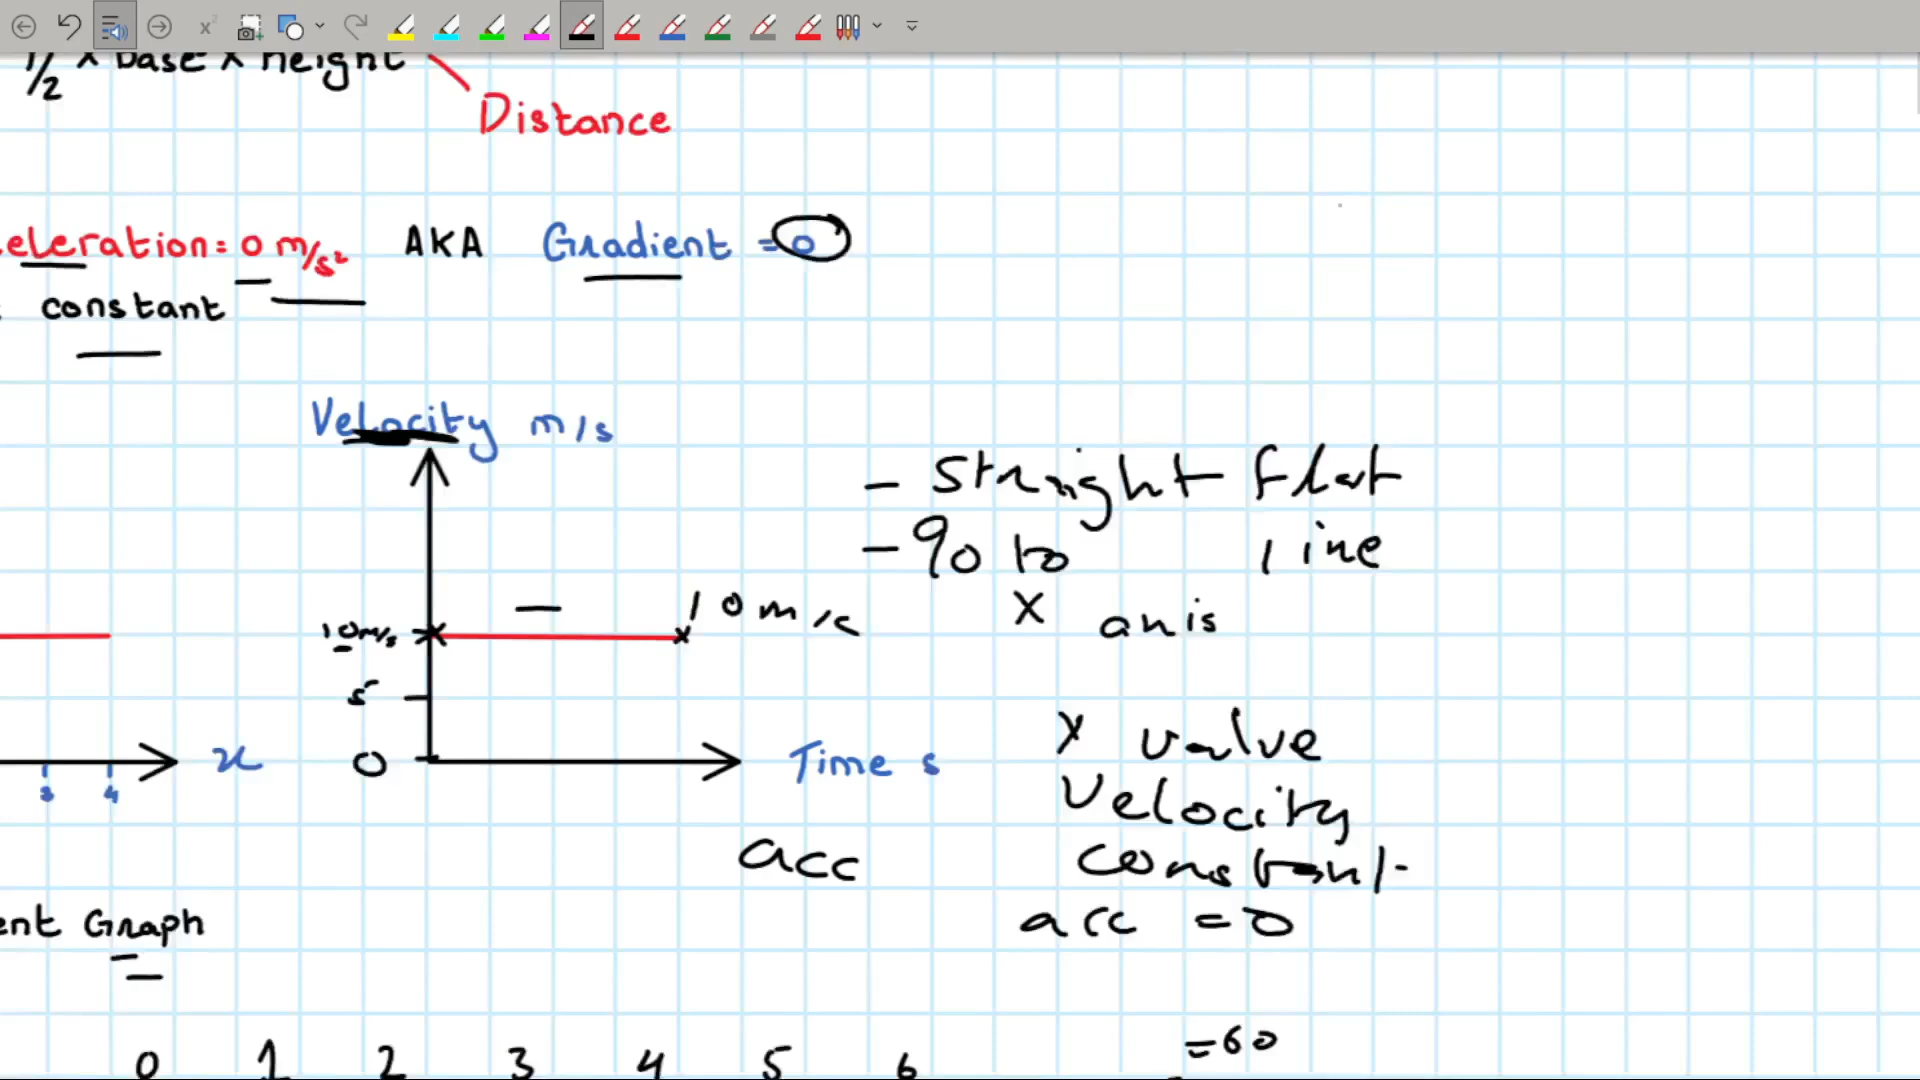 1/2 x base x height
Distance
eleration = 0 m/s² AKA Gradient = 0
constant
Velocity m/s
- Straight flat
- 90 to line
x axis
10 m/s
10m/s
5
0
x
Time s
3 4
x value
velocity
constant
acc
acc = 0
ent Graph
= 60
0 1 2 3 4 5 6